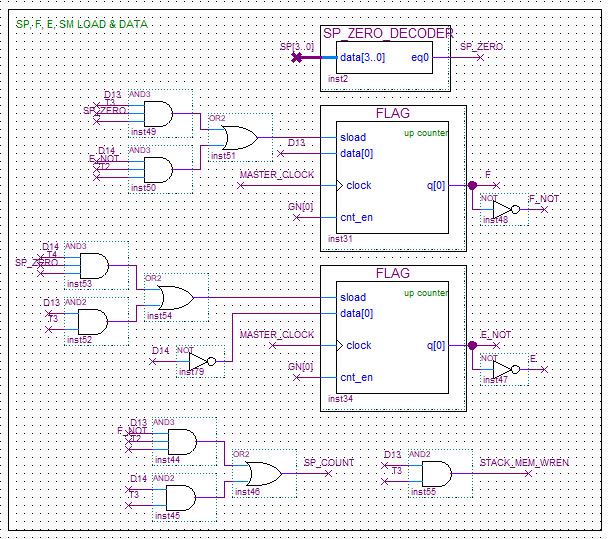 SP, F, E, SM LOAD & DATA
SP_ZERO_DECODER
SP[3..0]
data[3..0]
eq0
SP_ZERO
inst2
D13
T3
SP_ZERO
AND3
inst49
OR2
inst51
D14
E_NOT
T2
AND3
inst50
FLAG
sload
up counter
D13
data[0]
MASTER_CLOCK
clock
q[0]
F
GN[0]
cnt_en
NOT
F_NOT
inst48
inst31
D14
T4
SP_ZERO
AND3
inst53
OR2
inst54
D13
T3
AND2
inst52
FLAG
sload
up counter
data[0]
MASTER_CLOCK
clock
q[0]
E_NOT
D14
NOT
inst79
GN[0]
cnt_en
NOT
E
inst47
inst34
D13
F_NOT
T2
AND3
inst44
OR2
inst46
SP_COUNT
D14
T3
AND2
inst45
D13
T3
AND2
inst55
STACK_MEM_WREN